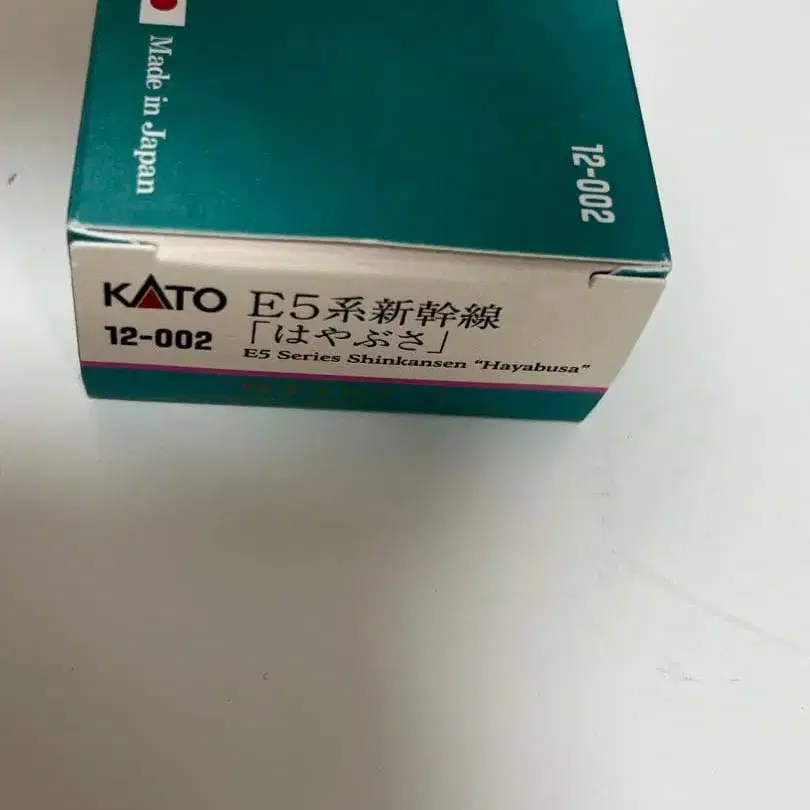 Made in Japan
12-002
KATO
12-002
E5系新幹線
「はやぶさ」
E5 Series Shinkansen "Hayabusa"